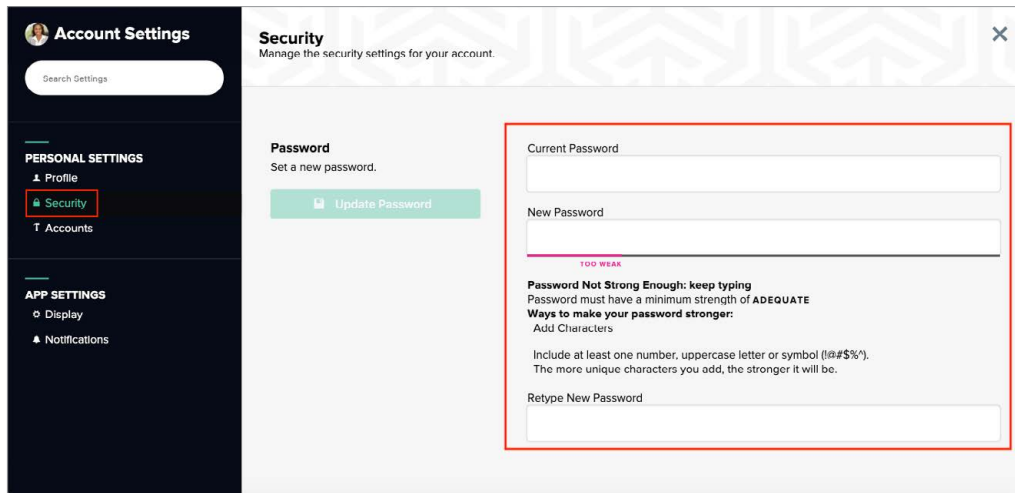 Account Settings
Search Settings
PERSONAL SETTINGS
Profile
Security
Accounts
APP SETTINGS
Display
Notifications
Security
Manage the security settings for your account.
Password
Set a new password.
Update Password
Current Password
New Password
TOO WEAK
Password Not Strong Enough: keep typing
Password must have a minimum strength of ADEQUATE
Ways to make your password stronger:
Add Characters
Include at least one number, uppercase letter or symbol (!@#$%^).
The more unique characters you add, the stronger it will be.
Retype New Password